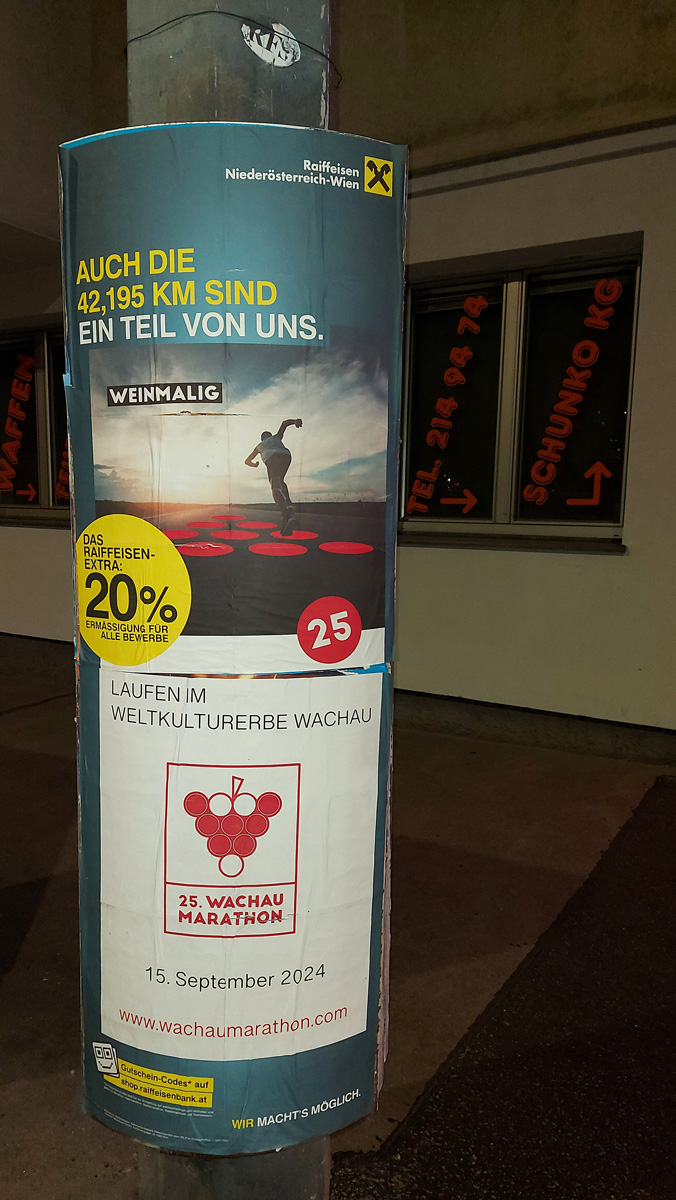 Raiffeisen
Niederösterreich-Wien
AUCH DIE
42,195 KM SIND
EIN TEIL VON UNS.
WEINMALIG
DAS
RAIFFEISEN-
EXTRA:
20%
ERMÄSSIGUNG FÜR
ALLE BEWERBE
25
LAUFEN IM
WELTKULTURERBE WACHAU
25. WACHAU
MARATHON
15. September 2024
www.wachaumarathon.com
Gutschein-Codes* auf
shop.raiffeisenbank.at
WIR MACHT'S MÖGLICH.
WAFFEN
TEL. 214 94 74
SCHUNKO KG